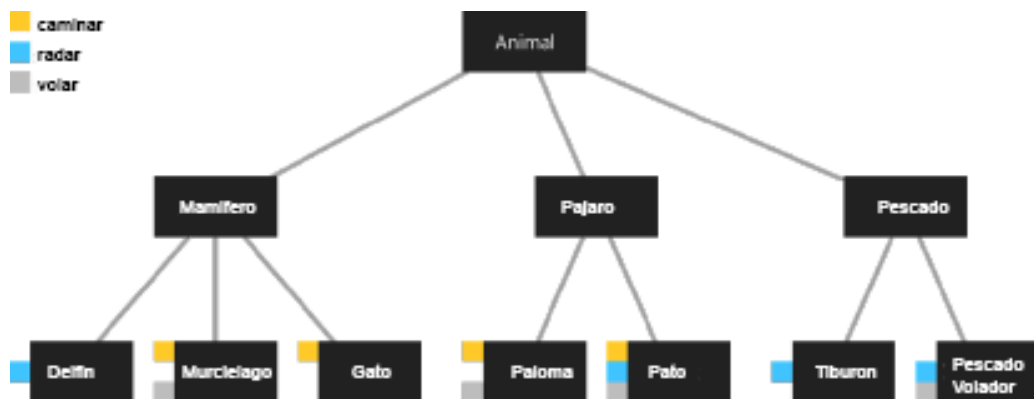 caminar
radar
volar
Animal
Mamifero
Pajaro
Pescado
Delfin
Murcielago
Gato
Paloma
Pato
Tiburon
Pescado
Volador